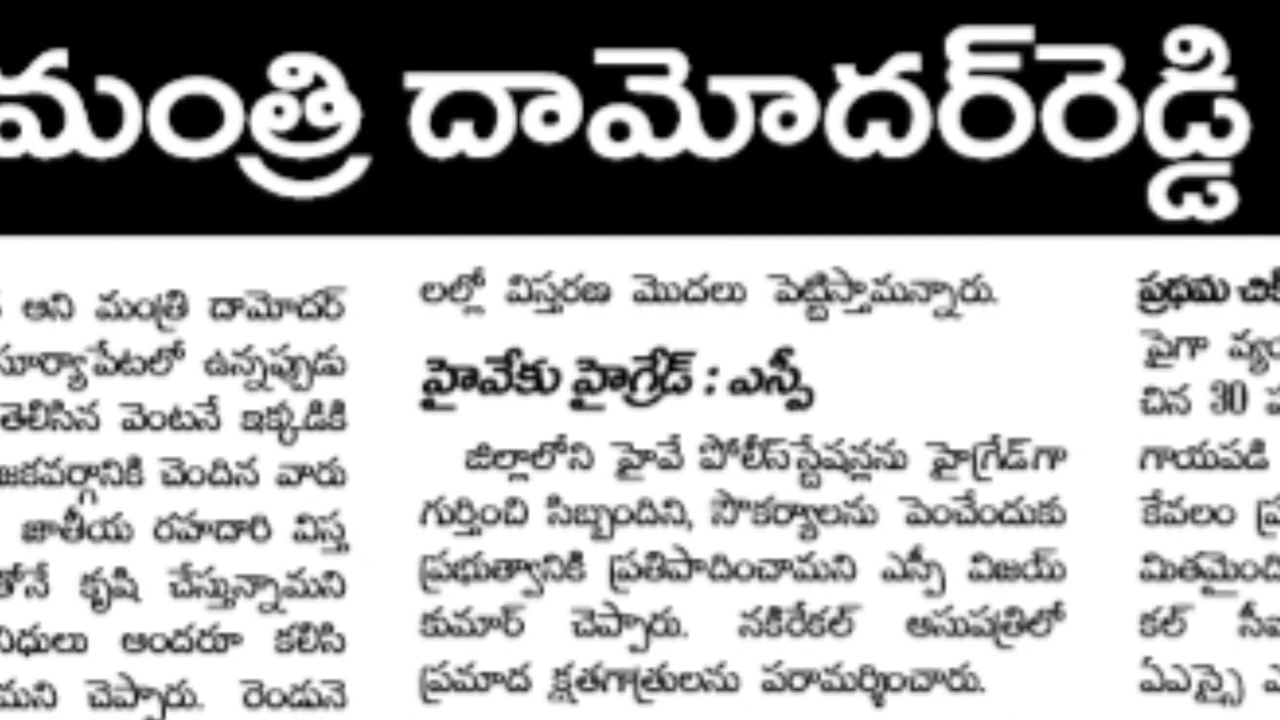 మంత్రి దామోదర్‌రెడ్డి
అని మంత్రి దామోదర్
సూర్యాపేటలో ఉన్నప్పుడు
తెలిసిన వెంటనే ఇక్కడికి
జకవర్గానికి చెందిన వారు
జాతీయ రహదారి విస్త
తోనే కృషి చేస్తున్నామని
నిధులు అందరూ కలిసి
మని చెప్పారు. రెండునె
లల్లో విస్తరణ మొదలు పెట్టిస్తామన్నారు.
హైవేకు హైగ్రేడ్ : ఎస్పీ
జిల్లాలోని హైవే పోలీస్‌స్టేషన్లను హైగ్రేడ్‌గా
గుర్తించి సిబ్బందిని, సౌకర్యాలను పెంచేందుకు
ప్రభుత్వానికి ప్రతిపాదించామని ఎస్పీ విజయ్
కుమార్ చెప్పారు. నకిరేకల్ ఆసుపత్రిలో
ప్రమాద క్షతగాత్రులను పరామర్శించారు.
ప్రథమ
పైగా
చిన 30
గాయపడి
కేవలం
మితమైంది
కల్
ఏఎస్సై